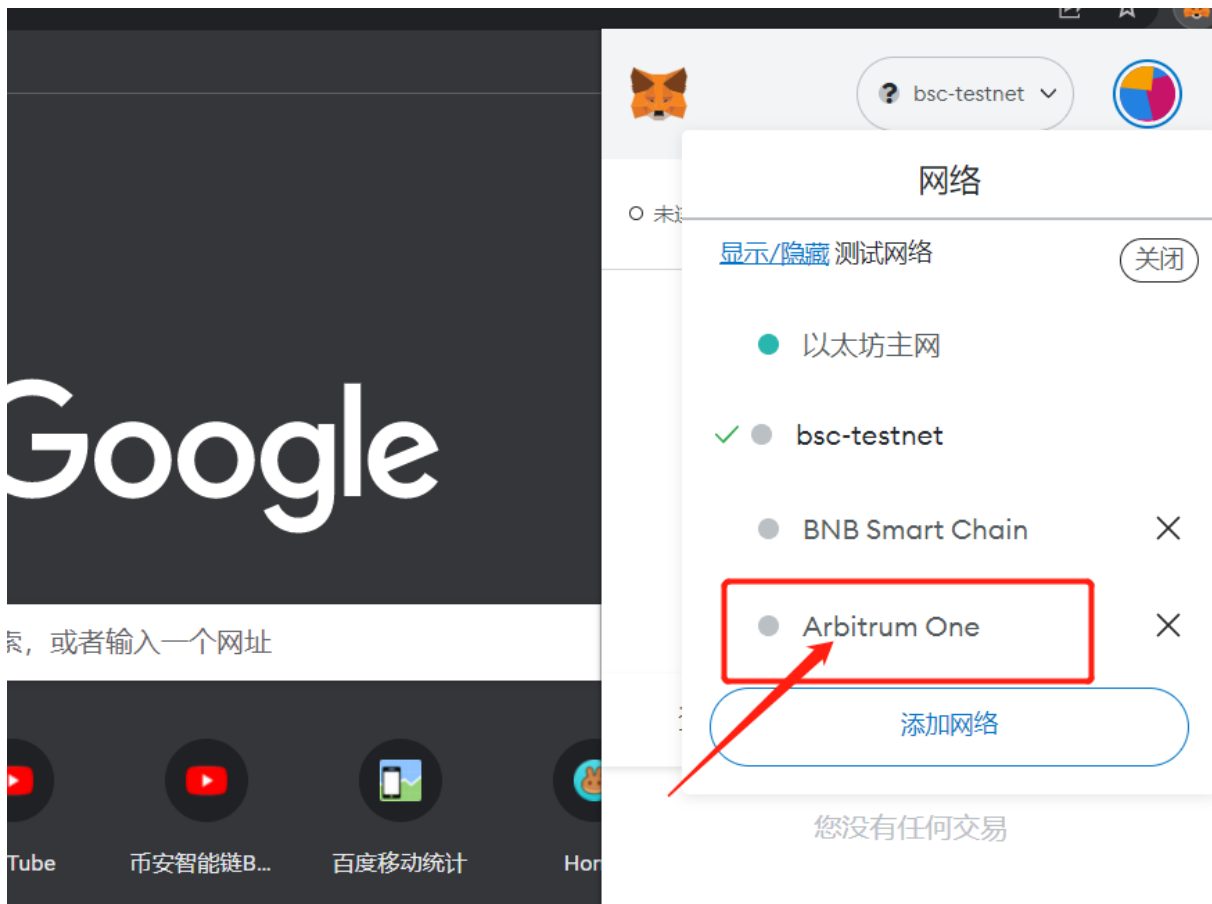 bsc-testnet
网络
显示/隐藏 测试网络
关闭
以太坊主网
bsc-testnet
BNB Smart Chain
Arbitrum One
添加网络
您没有任何交易
Google
或者输入一个网址
Tube
币安智能链B...
百度移动统计